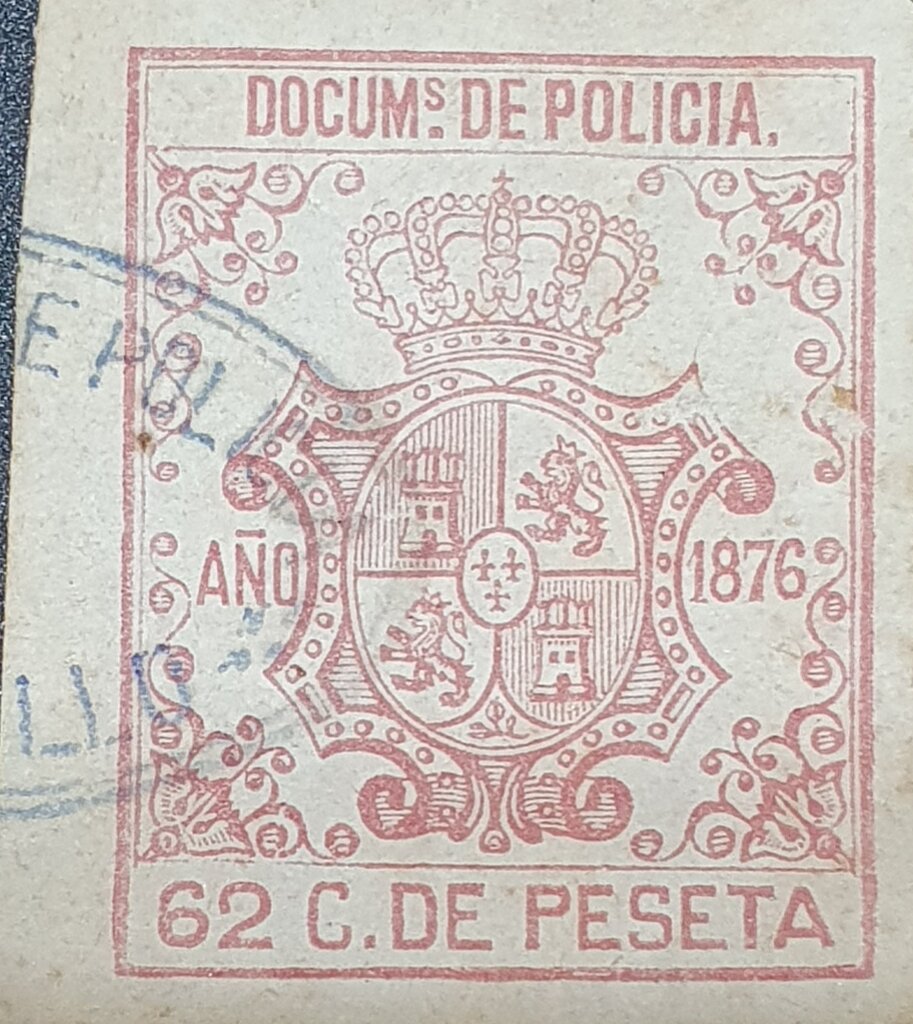 DOCUMˢ. DE POLICIA.
AÑO 1876
62 C. DE PESETA